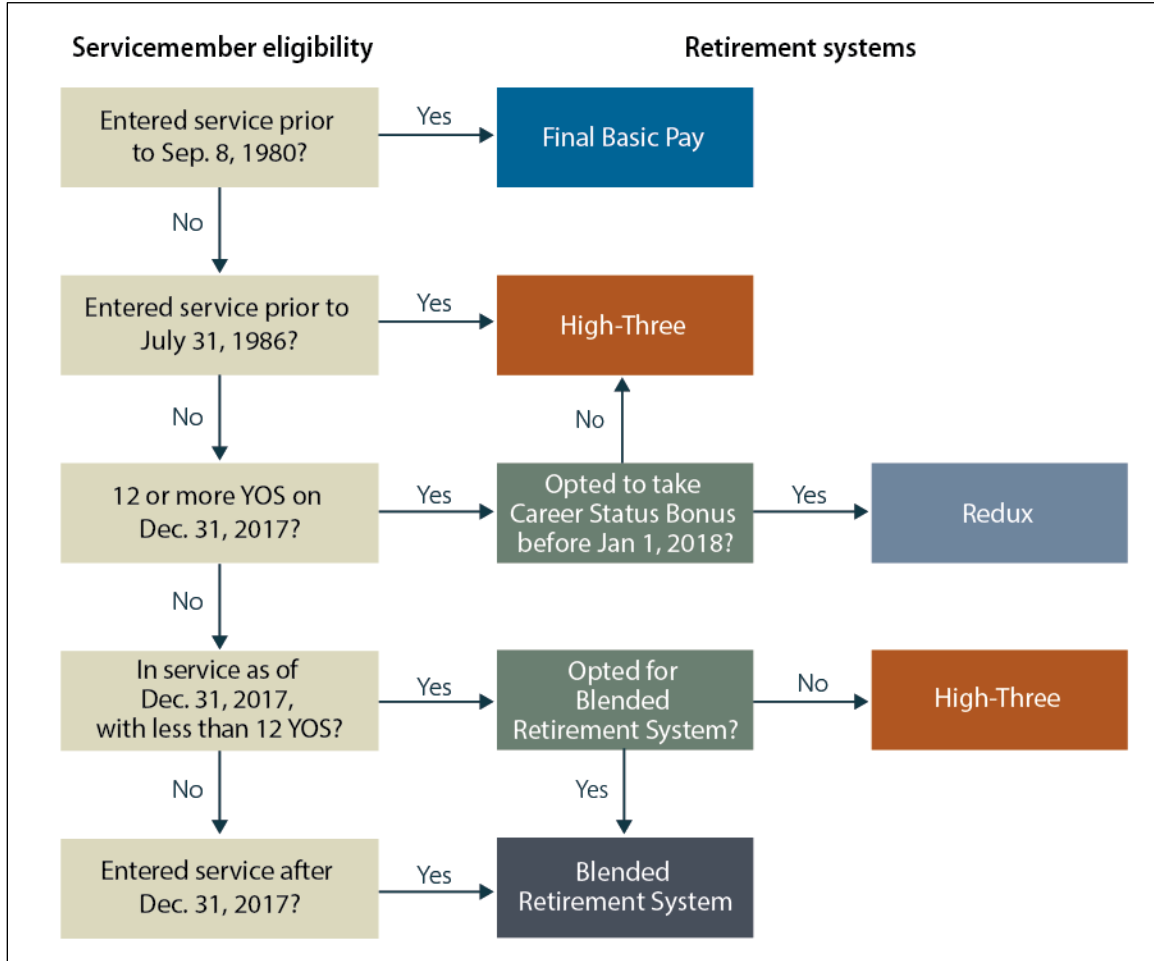 Servicemember eligibility
Retirement systems
Entered service prior
to Sep. 8, 1980?
Yes
Final Basic Pay
No
Entered service prior to
July 31, 1986?
Yes
High-Three
No
No
12 or more YOS on
Dec. 31, 2017?
Yes
Opted to take
Career Status Bonus
before Jan 1, 2018?
Yes
Redux
No
In service as of
Dec. 31, 2017,
with less than 12 YOS?
Yes
Opted for
Blended
Retirement System?
No
High-Three
No
Yes
Entered service after
Dec. 31, 2017?
Yes
Blended
Retirement System